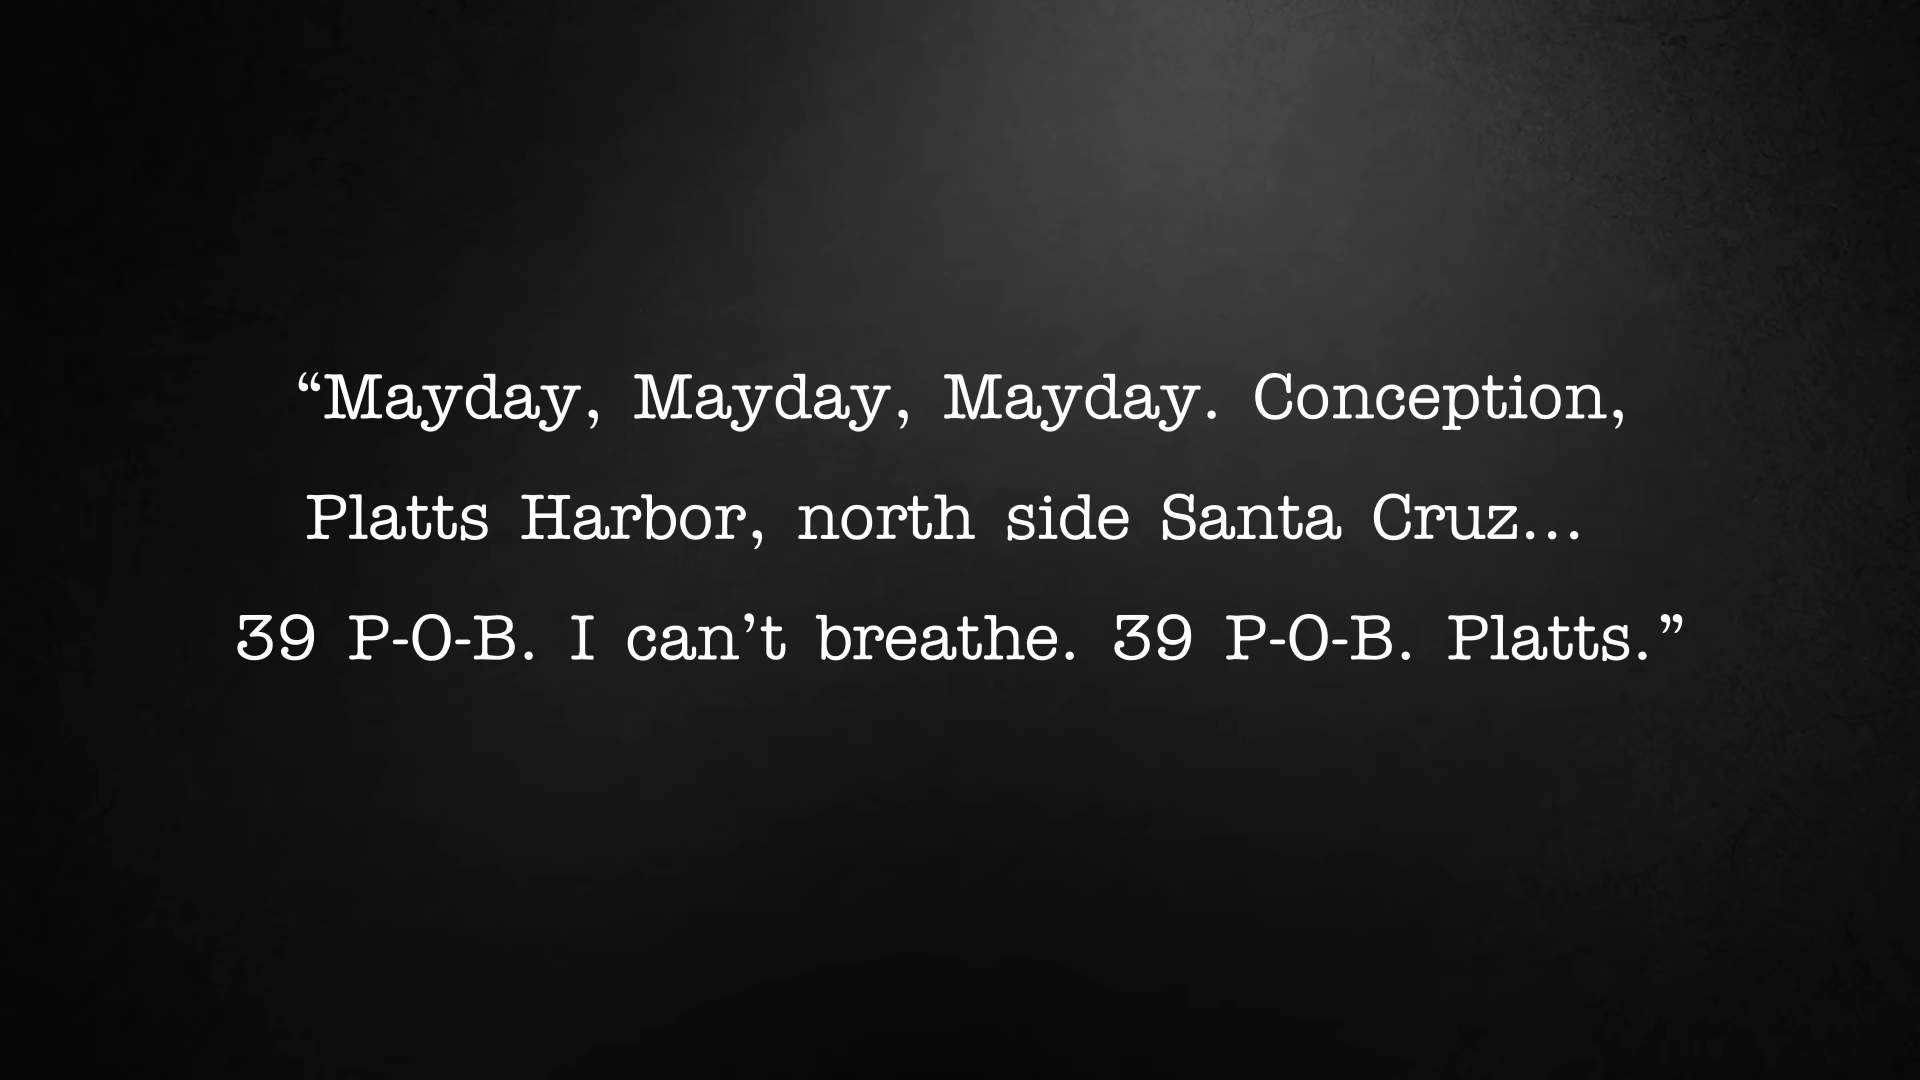 “Mayday, Mayday, Mayday. Conception,
Platts Harbor, north side Santa Cruz…
39 P-O-B. I can’t breathe. 39 P-O-B. Platts.”